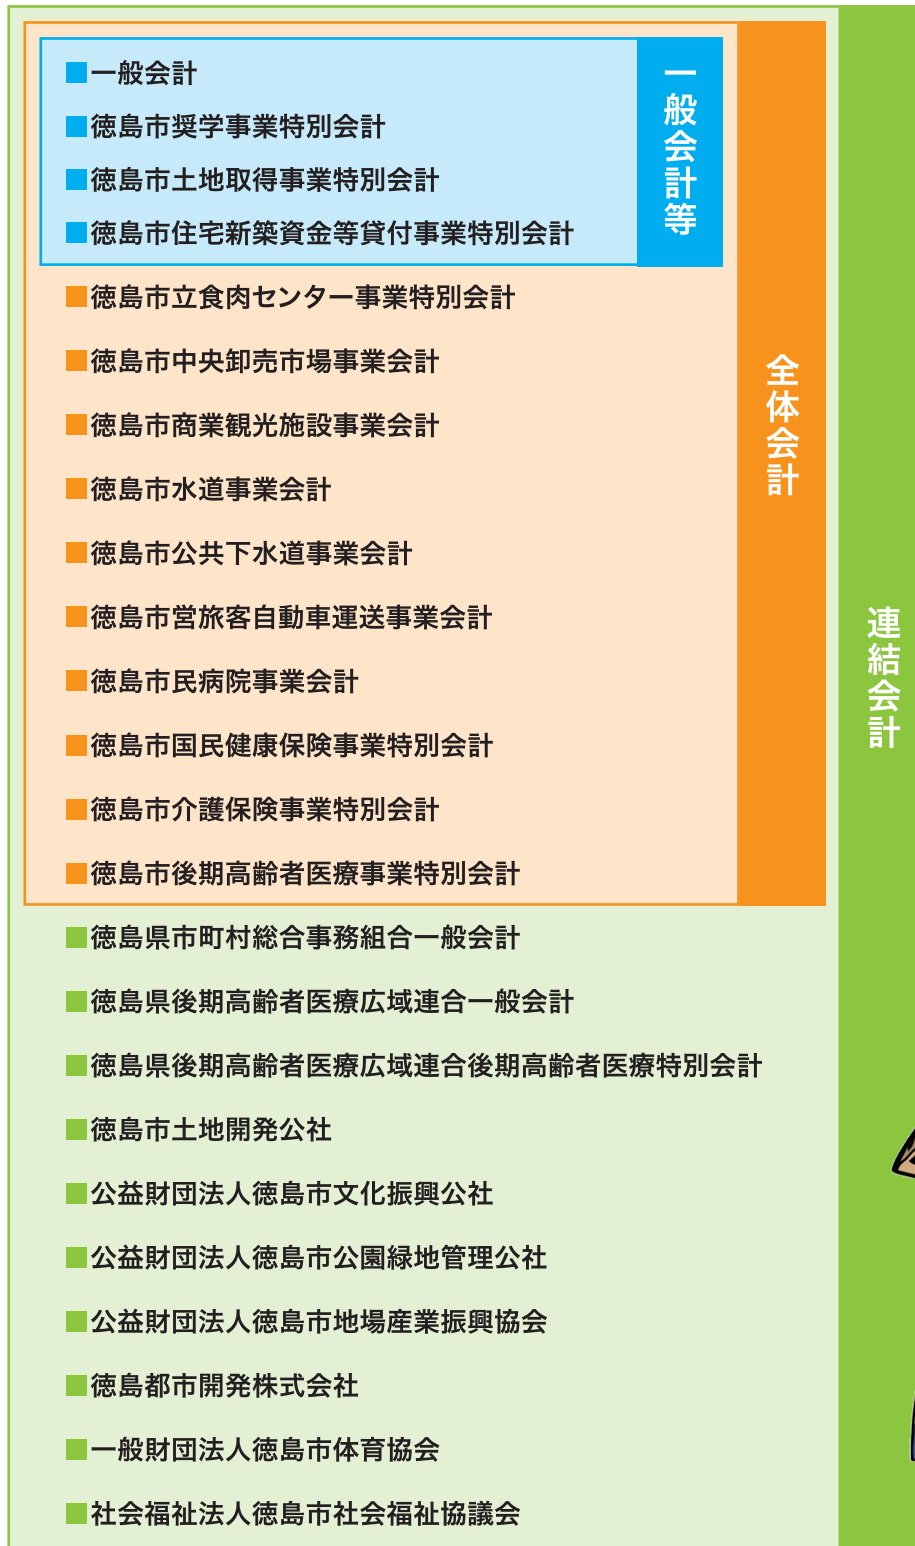 ■一般会計
■徳島市奨学事業特別会計
■徳島市土地取得事業特別会計
■徳島市住宅新築資金等貸付事業特別会計
一般会計等
■徳島市立食肉センター事業特別会計
■徳島市中央卸売市場事業会計
■徳島市商業観光施設事業会計
■徳島市水道事業会計
■徳島市公共下水道事業会計
■徳島市営旅客自動車運送事業会計
■徳島市民病院事業会計
■徳島市国民健康保険事業特別会計
■徳島市介護保険事業特別会計
■徳島市後期高齢者医療事業特別会計
全体会計
■徳島県市町村総合事務組合一般会計
■徳島県後期高齢者医療広域連合一般会計
■徳島県後期高齢者医療広域連合後期高齢者医療特別会計
■徳島市土地開発公社
■公益財団法人徳島市文化振興公社
■公益財団法人徳島市公園緑地管理公社
■公益財団法人徳島市地場産業振興協会
■徳島都市開発株式会社
■一般財団法人徳島市体育協会
■社会福祉法人徳島市社会福祉協議会
連結会計